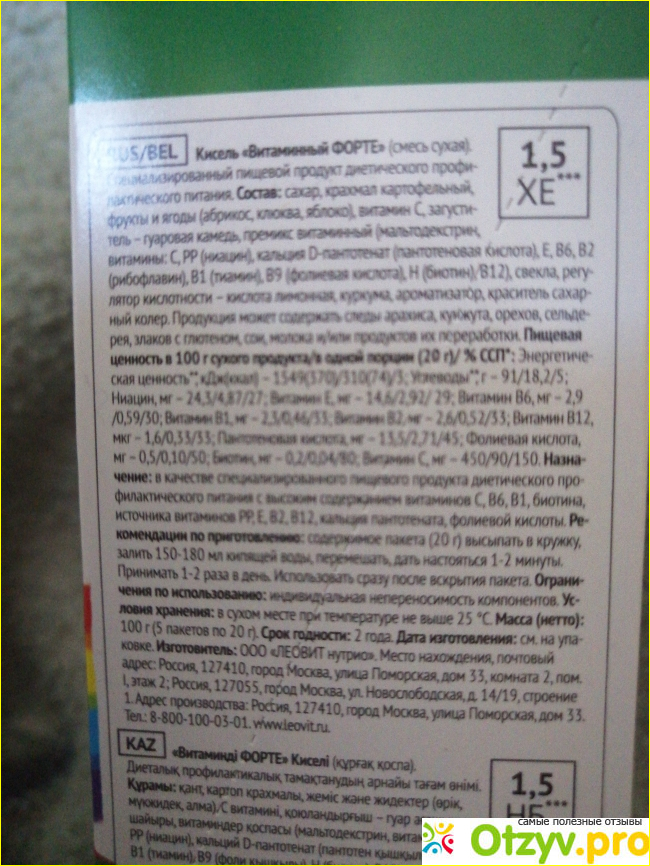 RUS/BEL Кисель «Витаминный ФОРТЕ» (смесь сухая).
Специализированный пищевой продукт диетического профи-
лактического питания. Состав: сахар, крахмал картофельный,
фрукты и ягоды (абрикос, клюква, яблоко), витамин С, загусти-
тель – гуаровая камедь, премикс витаминный (мальтодекстрин,
витамины: С, РР (ниацин), кальция D-пантотенат (пантотеновая кислота), Е, В6, В2
(рибофлавин), В1 (тиамин), В9 (фолиевая кислота), Н (биотин)/В12), свекла, регу-
лятор кислотности – кислота лимонная, куркума, ароматизатор, краситель сахар-
ный колер. Продукция может содержать следы арахиса, кунжута, орехов, сельде-
рея, злаков с глютеном, сои, молока и/или продуктов их переработки. Пищевая
ценность в 100 г сухого продукта/в одной порции (20 г)/ % ССП*: Энергетиче-
ская ценность**, кДж(ккал) – 1549(370)/310(74)/3; Углеводы**, г – 91/18,2/5;
Ниацин, мг – 24,3/4,87/27; Витамин Е, мг – 14,6/2,92/ 29; Витамин В6, мг – 2,9
/0,59/30; Витамин В1, мг – 2,3/0,46/33; Витамин В2, мг – 2,6/0,52/33; Витамин В12,
мкг – 1,6/0,33/33; Пантотеновая кислота, мг – 13,5/2,71/45; Фолиевая кислота,
мг – 0,5/0,10/50; Биотин, мг – 0,2/0,04/80; Витамин С, мг – 450/90/150. Назна-
чение: в качестве специализированного пищевого продукта диетического про-
филактического питания с высоким содержанием витаминов С, В6, В1, биотина,
источника витаминов РР, Е, В2, В12, кальция пантотената, фолиевой кислоты. Ре-
комендации по приготовлению: содержимое пакета (20 г) высыпать в кружку,
залить 150-180 мл кипящей воды, перемешать, дать настояться 1-2 минуты.
Принимать 1-2 раза в день. Использовать сразу после вскрытия пакета. Ограни-
чения по использованию: индивидуальная непереносимость компонентов. Ус-
ловия хранения: в сухом месте при температуре не выше 25 °С. Масса (нетто):
100 г (5 пакетов по 20 г). Срок годности: 2 года. Дата изготовления: см. на упа-
ковке. Изготовитель: ООО «ЛЕОВИТ нутрио». Место нахождения, почтовый
адрес: Россия, 127410, город Москва, улица Поморская, дом 33, комната 2, пом.
I, этаж 2; Россия, 127055, город Москва, ул. Новослободская, д. 14/19, строение
1. Адрес производства: Россия, 127410, город Москва, улица Поморская, дом 33.
Тел.: 8-800-100-03-01. www.leovit.ru.
1,5
ХЕ***
KAZ «Витаминді ФОРТЕ» Киселі (құрғақ қоспа).
Диеталық профилактикалық тамақтанудың арнайы тағам өнімі.
Құрамы: қант, картоп крахмалы, жеміс және жидектер (өрік,
мүкжидек, алма), С витамині, қоюландырғыш – гуар
шайыры, витаминдер қоспасы (мальтодекстрин,
РР (ниацин), кальций D-пантотенат (пантотен
В1 (тиамин), В9 (фоли
1,5
НБ***
самые полезные отзывы
Otzyv.pro